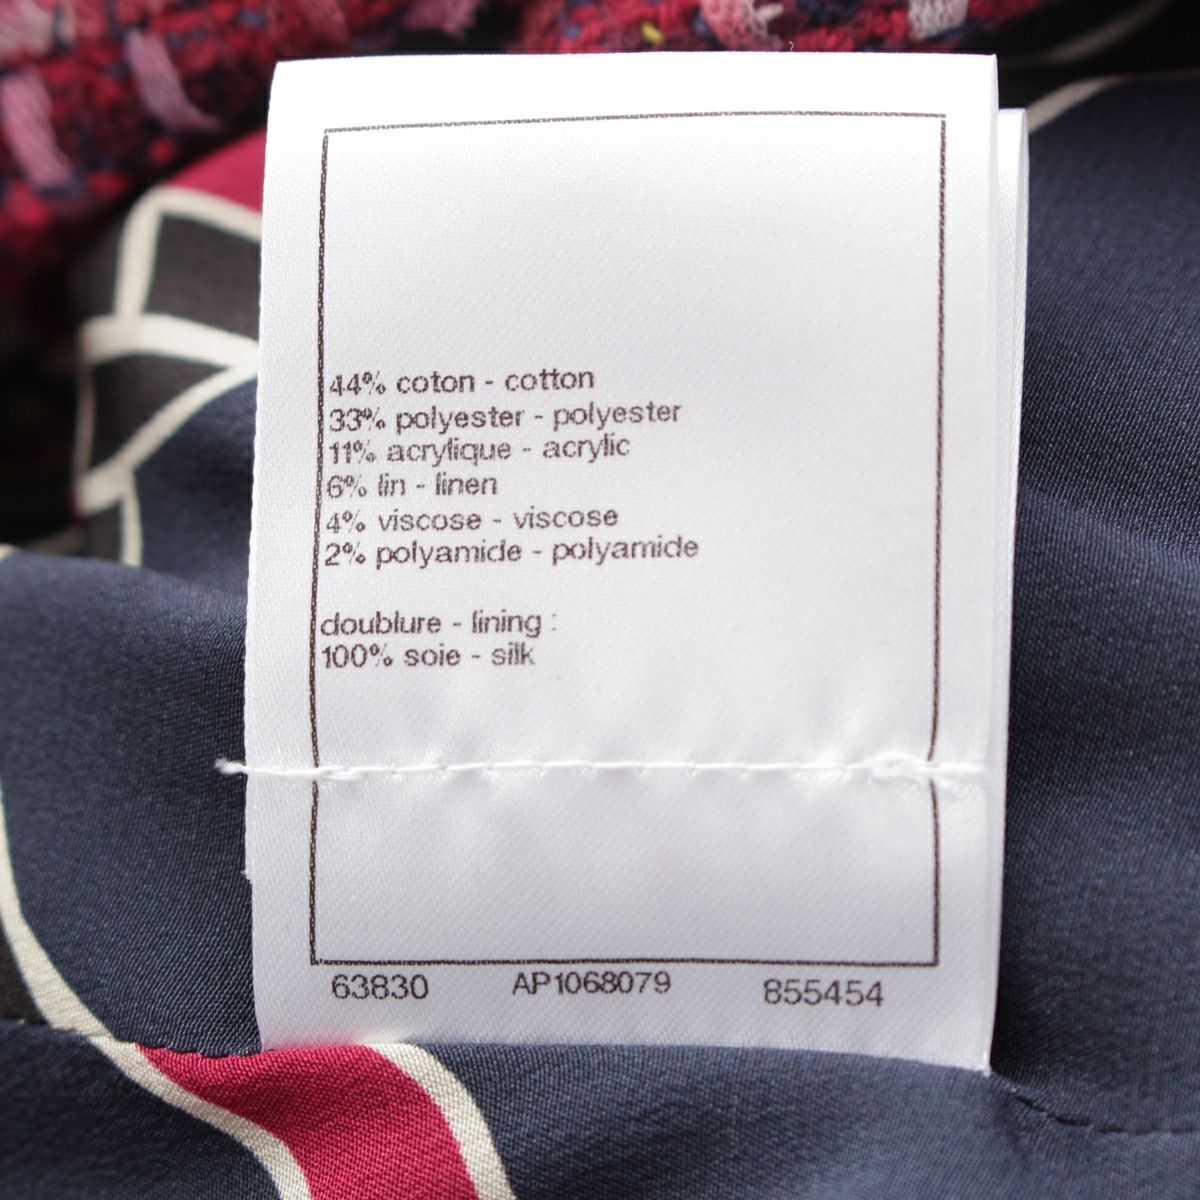 44% coton - cotton
33% polyester - polyester
11% acrylique - acrylic
6% lin - linen
4% viscose - viscose
2% polyamide - polyamide
doublure - lining :
100% soie - silk
63830 AP1068079 855454